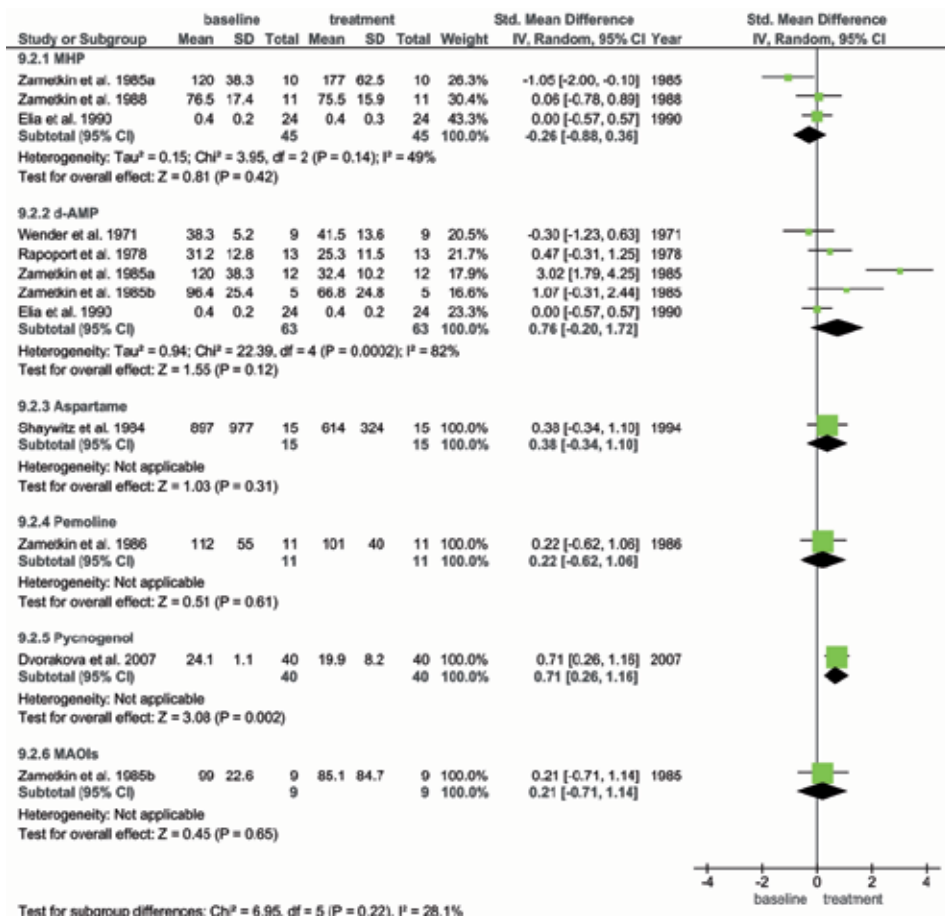 baseline treatment Std. Mean Difference Std. Mean Difference
Study or Subgroup Mean SD Total Mean SD Total Weight IV, Random, 95% CI Year IV, Random, 95% CI
9.2.1 MHP
Zametkin et al. 1985a 120 38.3 10 177 62.5 10 26.3% -1.05 [-2.00, -0.10] 1985
Zametkin et al. 1988 76.5 17.4 11 75.5 15.9 11 30.4% 0.06 [-0.78, 0.89] 1988
Elia et al. 1990 0.4 0.2 24 0.4 0.3 24 43.3% 0.00 [-0.57, 0.57] 1990
Subtotal (95% CI) 45 45 100.0% -0.26 [-0.88, 0.36]
Heterogeneity: Tau² = 0.15; Chi² = 3.95, df = 2 (P = 0.14); I² = 49%
Test for overall effect: Z = 0.81 (P = 0.42)
9.2.2 d-AMP
Wender et al. 1971 38.3 5.2 9 41.5 13.6 9 20.5% -0.30 [-1.23, 0.63] 1971
Rapoport et al. 1978 31.2 12.8 13 25.3 11.5 13 21.7% 0.47 [-0.31, 1.25] 1978
Zametkin et al. 1985a 120 38.3 12 32.4 10.2 12 17.9% 3.02 [1.79, 4.25] 1985
Zametkin et al. 1985b 96.4 25.4 5 66.8 24.8 5 16.6% 1.07 [-0.31, 2.44] 1985
Elia et al. 1990 0.4 0.2 24 0.4 0.2 24 23.3% 0.00 [-0.57, 0.57] 1990
Subtotal (95% CI) 63 63 100.0% 0.76 [-0.20, 1.72]
Heterogeneity: Tau² = 0.94; Chi² = 22.39, df = 4 (P = 0.0002); I² = 82%
Test for overall effect: Z = 1.55 (P = 0.12)
9.2.3 Aspartame
Shaywitz et al. 1984 897 977 15 614 324 15 100.0% 0.38 [-0.34, 1.10] 1994
Subtotal (95% CI) 15 15 100.0% 0.38 [-0.34, 1.10]
Heterogeneity: Not applicable
Test for overall effect: Z = 1.03 (P = 0.31)
9.2.4 Pemoline
Zametkin et al. 1986 112 55 11 101 40 11 100.0% 0.22 [-0.62, 1.06] 1986
Subtotal (95% CI) 11 11 100.0% 0.22 [-0.62, 1.06]
Heterogeneity: Not applicable
Test for overall effect: Z = 0.51 (P = 0.61)
9.2.5 Pycnogenol
Dvorakova et al. 2007 24.1 1.1 40 19.9 8.2 40 100.0% 0.71 [0.26, 1.16] 2007
Subtotal (95% CI) 40 40 100.0% 0.71 [0.26, 1.16]
Heterogeneity: Not applicable
Test for overall effect: Z = 3.08 (P = 0.002)
9.2.6 MAOIs
Zametkin et al. 1985b 99 22.6 9 85.1 84.7 9 100.0% 0.21 [-0.71, 1.14] 1985
Subtotal (95% CI) 9 9 100.0% 0.21 [-0.71, 1.14]
Heterogeneity: Not applicable
Test for overall effect: Z = 0.45 (P = 0.65)
-4 -2 0 2 4
baseline treatment
Test for subgroup differences: Chi² = 6.95, df = 5 (P = 0.22), I² = 28.1%